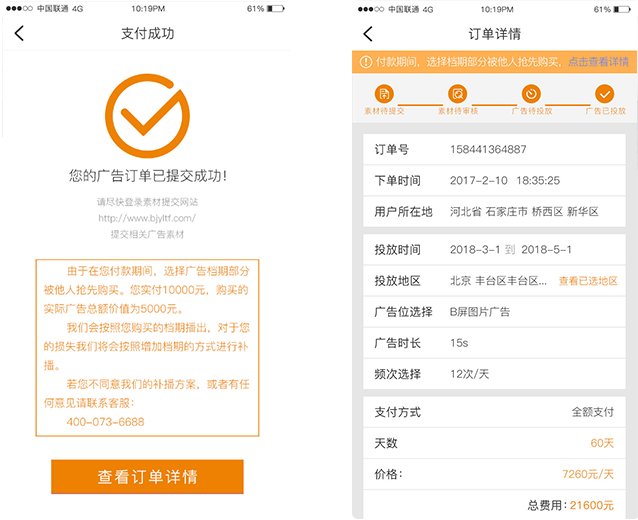 中国联通 4G 10:19PM 61%
支付成功
您的广告订单已提交成功!
请尽快登录素材提交网站
http://www.bjyltf.com/
提交相关广告素材
由于在您付款期间，选择广告档期部分
被他人抢先购买。您实付10000元，购买的
实际广告总额价值为5000元。
我们会按照您购买的档期播出，对于您
的损失我们将会按照增加档期的方式进行补
播。
若您不同意我们的补播方案，或者有任
何意见请联系客服：
400-073-6688
查看订单详情
中国联通 4G 10:19PM 61%
订单详情
付款期间，选择档期部分被他人抢先购买，点击查看详情
素材待提交 素材待审核 广告待投放 广告已投放
订单号 158441364887
下单时间 2017-2-10 18:35:25
用户所在地 河北省 石家庄市 桥西区 新华区
投放时间 2018-3-1 到 2018-5-1
投放地区 北京 丰台区丰台区... 查看已选地区
广告位选择 B屏图片广告
广告时长 15s
频次选择 12次/天
支付方式 全额支付
天数 60天
价格： 7260元/天
总费用：21600元